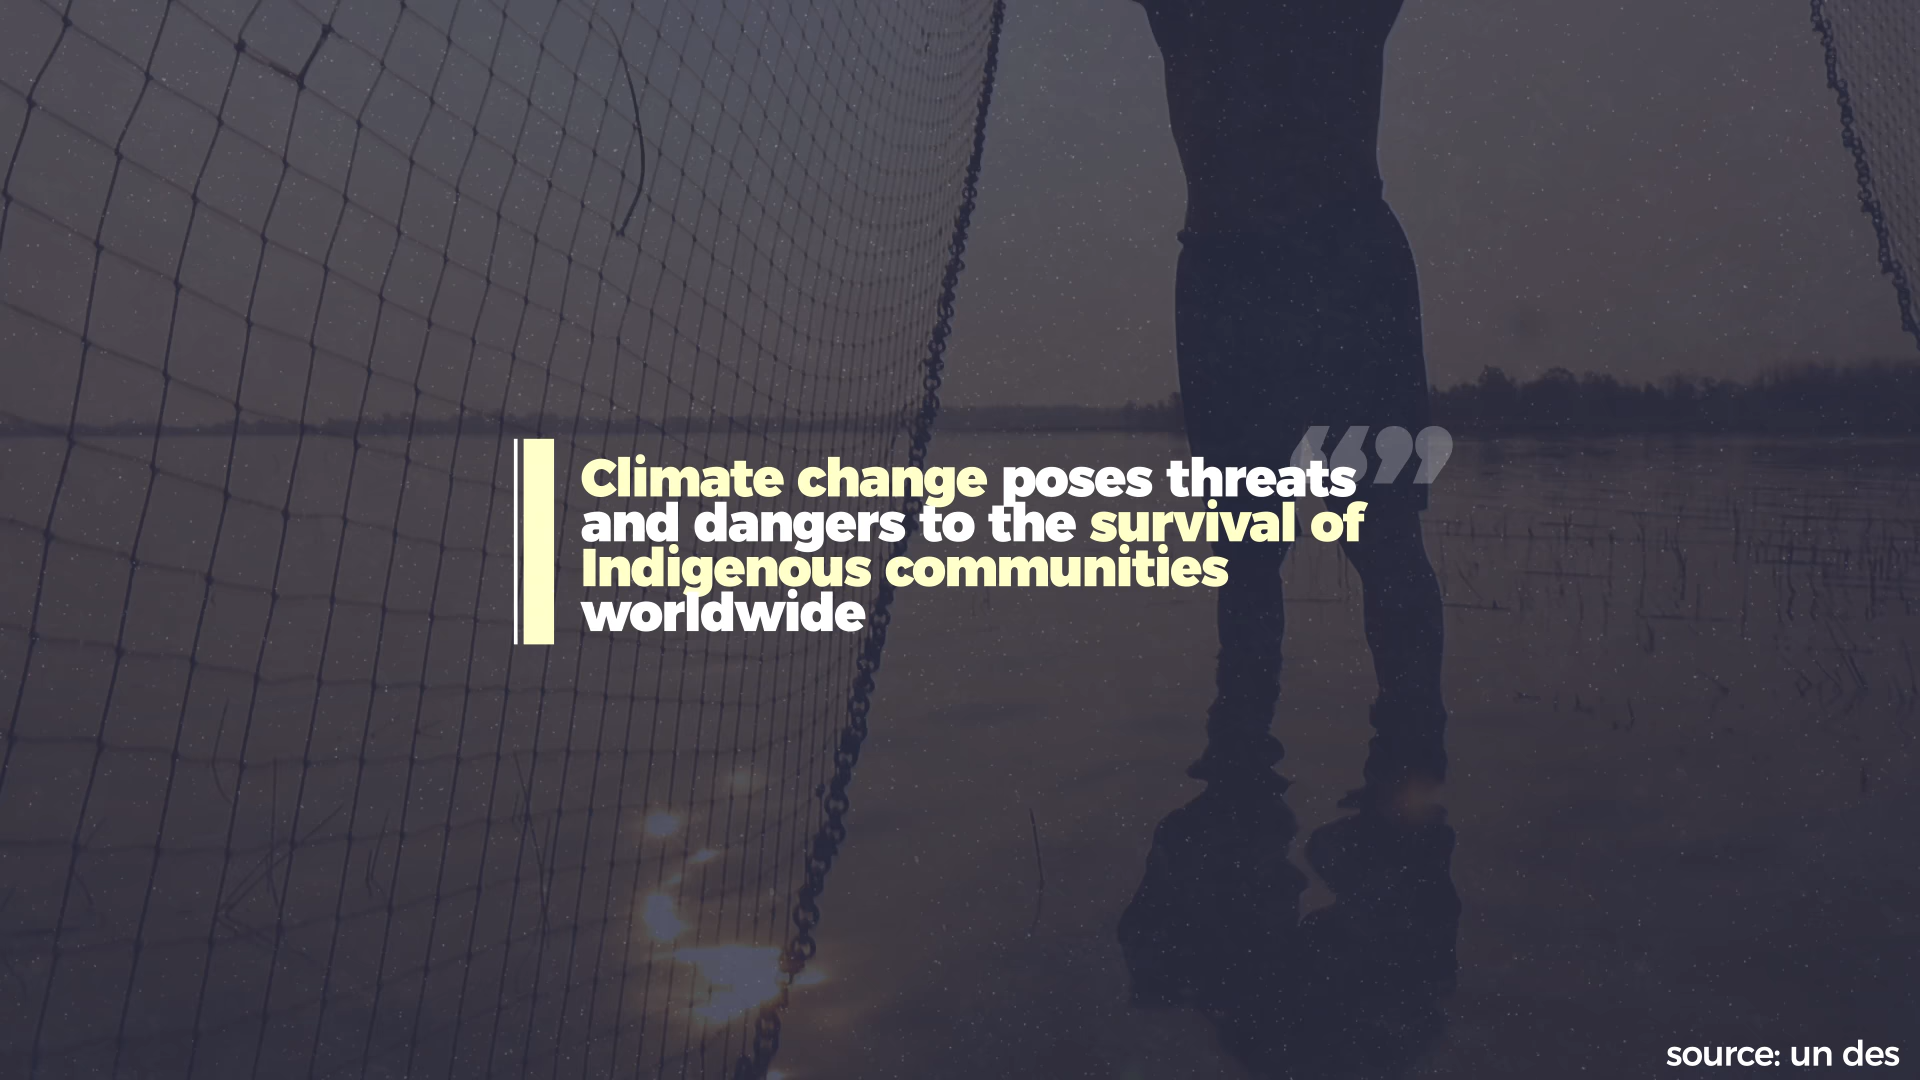 Climate change poses threats
and dangers to the survival of
Indigenous communities
worldwide
source: un des